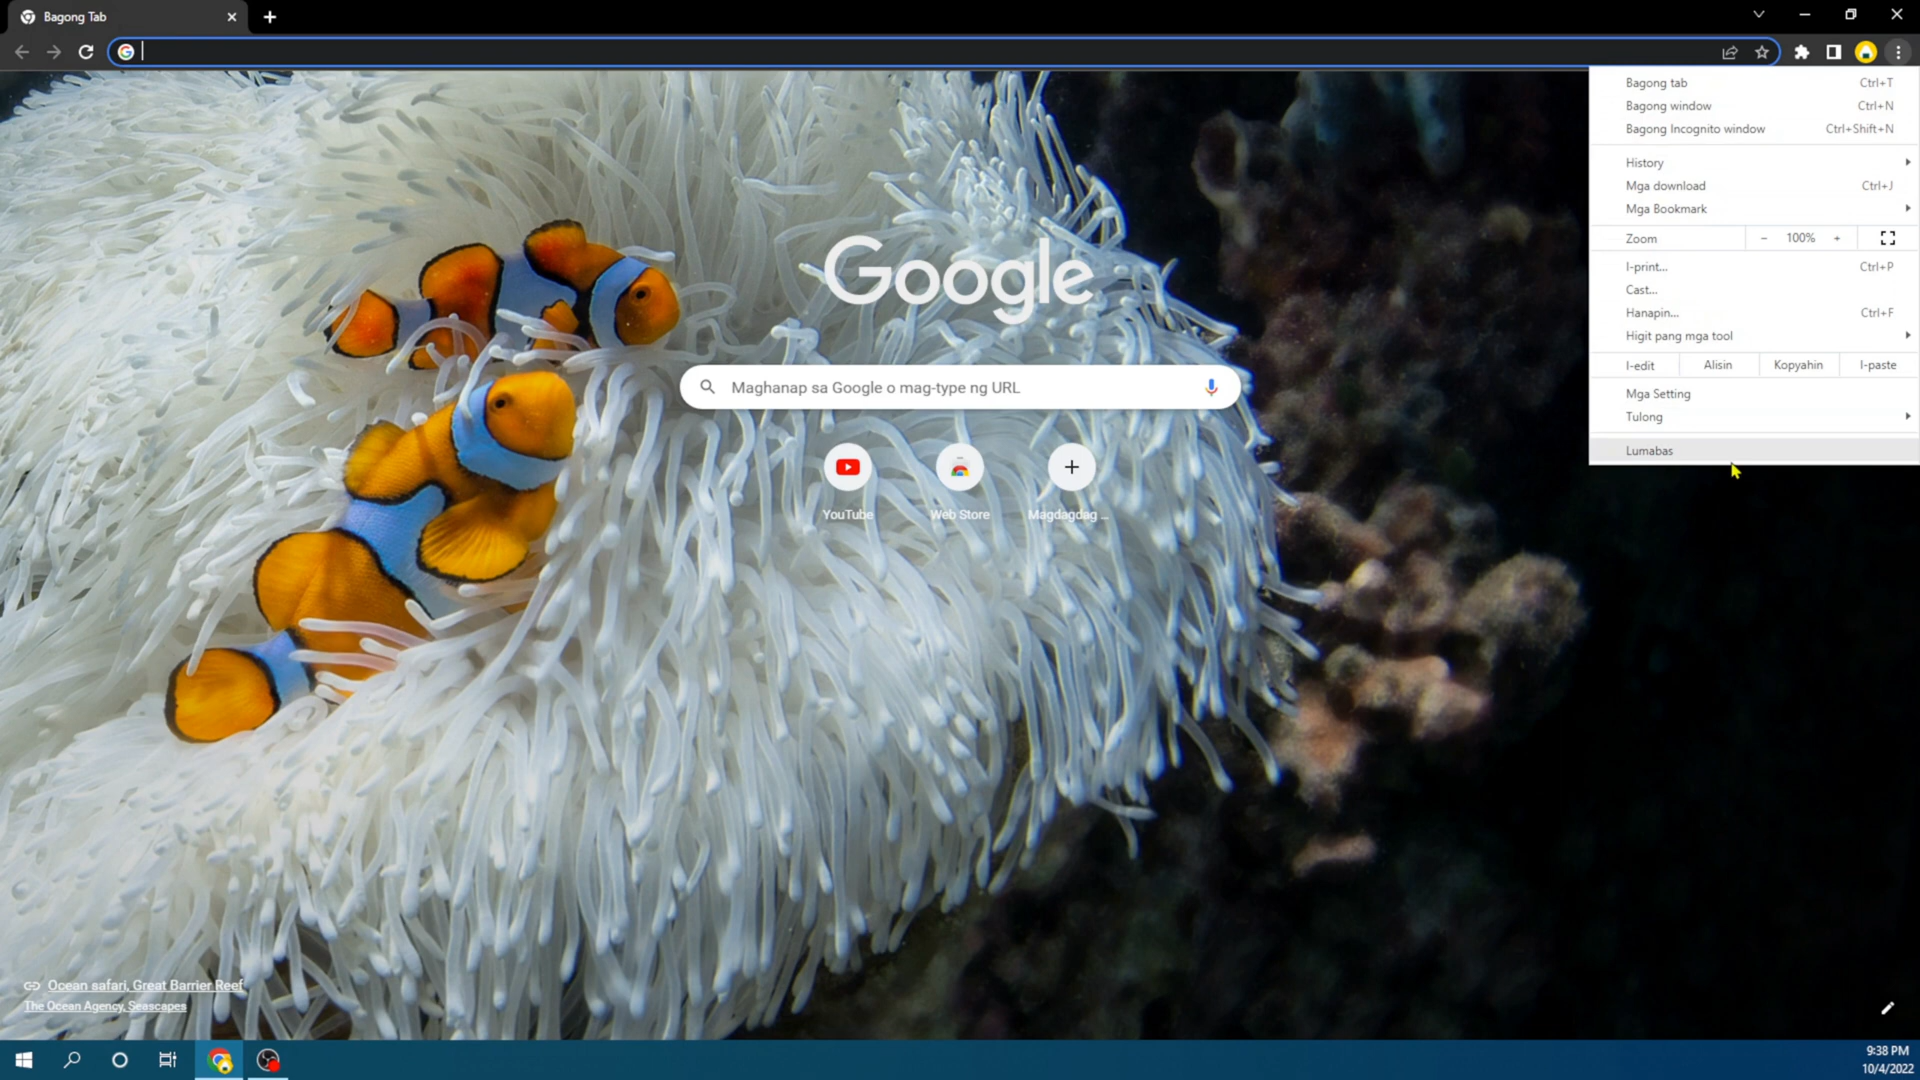 Bagong Tab
Bagong tab Ctrl+T
Bagong window Ctrl+N
Bagong Incognito window Ctrl+Shift+N
History
Mga download Ctrl+J
Mga Bookmark
Zoom - 100% +
I-print... Ctrl+P
Cast...
Hanapin... Ctrl+F
Higit pang mga tool
I-edit Alisin Kopyahin I-paste
Mga Setting
Tulong
Lumabas
Google
Maghanap sa Google o mag-type ng URL
YouTube Web Store Magdagdag ...
Ocean safari, Great Barrier Reef
The Ocean Agency, Seascapes
9:38 PM
10/4/2022